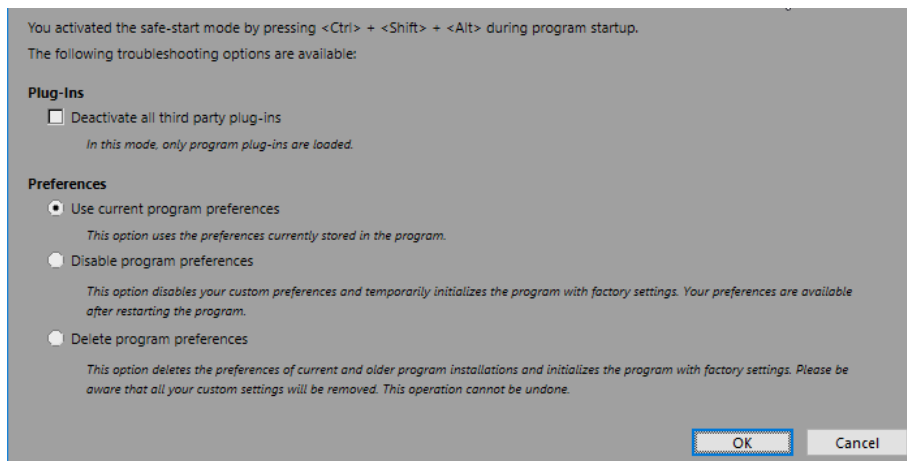 You activated the safe-start mode by pressing <Ctrl> + <Shift> + <Alt> during program startup.
The following troubleshooting options are available:
Plug-Ins
Deactivate all third party plug-ins
In this mode, only program plug-ins are loaded.
Preferences
Use current program preferences
This option uses the preferences currently stored in the program.
Disable program preferences
This option disables your custom preferences and temporarily initializes the program with factory settings. Your preferences are available
after restarting the program.
Delete program preferences
This option deletes the preferences of current and older program installations and initializes the program with factory settings. Please be
aware that all your custom settings will be removed. This operation cannot be undone.
OK Cancel